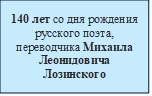 140 лет со дня рождения
русского поэта,
переводчика Михаила
Леонидовича
Лозинского